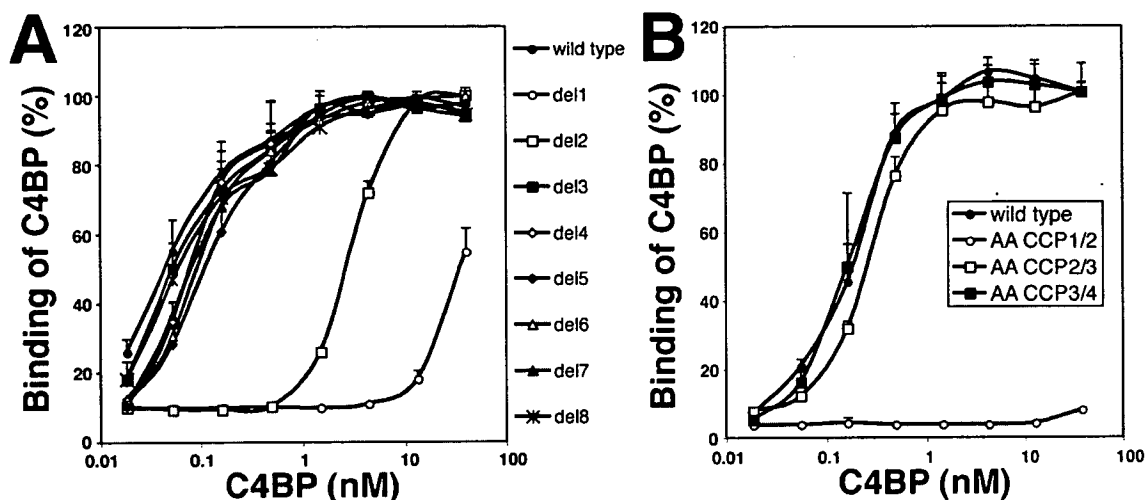 A
Binding of C4BP (%)
120
100
80
60
40
20
0
0.01
0.1
1
10
100
C4BP (nM)
wild type
del1
del2
del3
del4
del5
del6
del7
del8
B
Binding of C4BP (%)
120
100
80
60
40
20
0
0.01
0.1
1
10
100
C4BP (nM)
wild type
AA CCP1/2
AA CCP2/3
AA CCP3/4